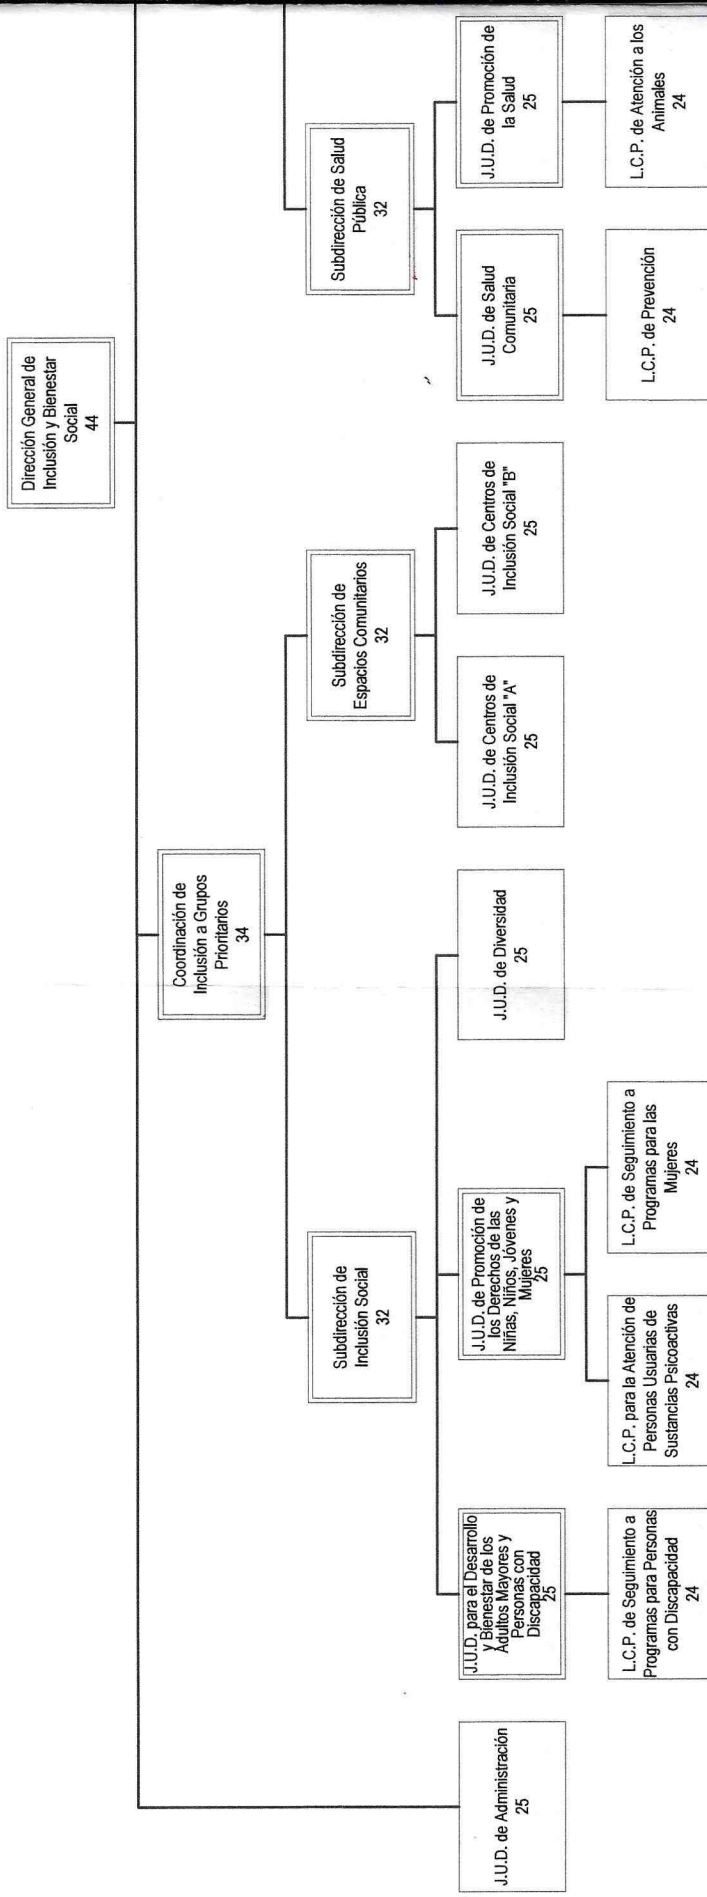 Dirección General de
Inclusión y Bienestar
Social
44
Coordinación de
Inclusión a Grupos
Prioritarios
34
Subdirección de
Inclusión Social
32
Subdirección de
Espacios Comunitarios
32
Subdirección de Salud
Pública
32
J.U.D. de Administración
25
J.U.D. para el Desarrollo
y Bienestar de los
Adultos Mayores y
Personas con
Discapacidad
25
J.U.D. de Promoción de
los Derechos de las
Niñas, Niños, Jóvenes y
Mujeres
25
J.U.D. de Diversidad
25
J.U.D. de Centros de
Inclusión Social "A"
25
J.U.D. de Centros de
Inclusión Social "B"
25
J.U.D. de Salud
Comunitaria
25
J.U.D. de Promoción de
la Salud
25
L.C.P. de Seguimiento a
Programas para Personas
con Discapacidad
24
L.C.P. para la Atención de
Personas Usuarias de
Sustancias Psicoactivas
24
L.C.P. de Seguimiento a
Programas para las
Mujeres
24
L.C.P. de Prevención
24
L.C.P. de Atención a los
Animales
24